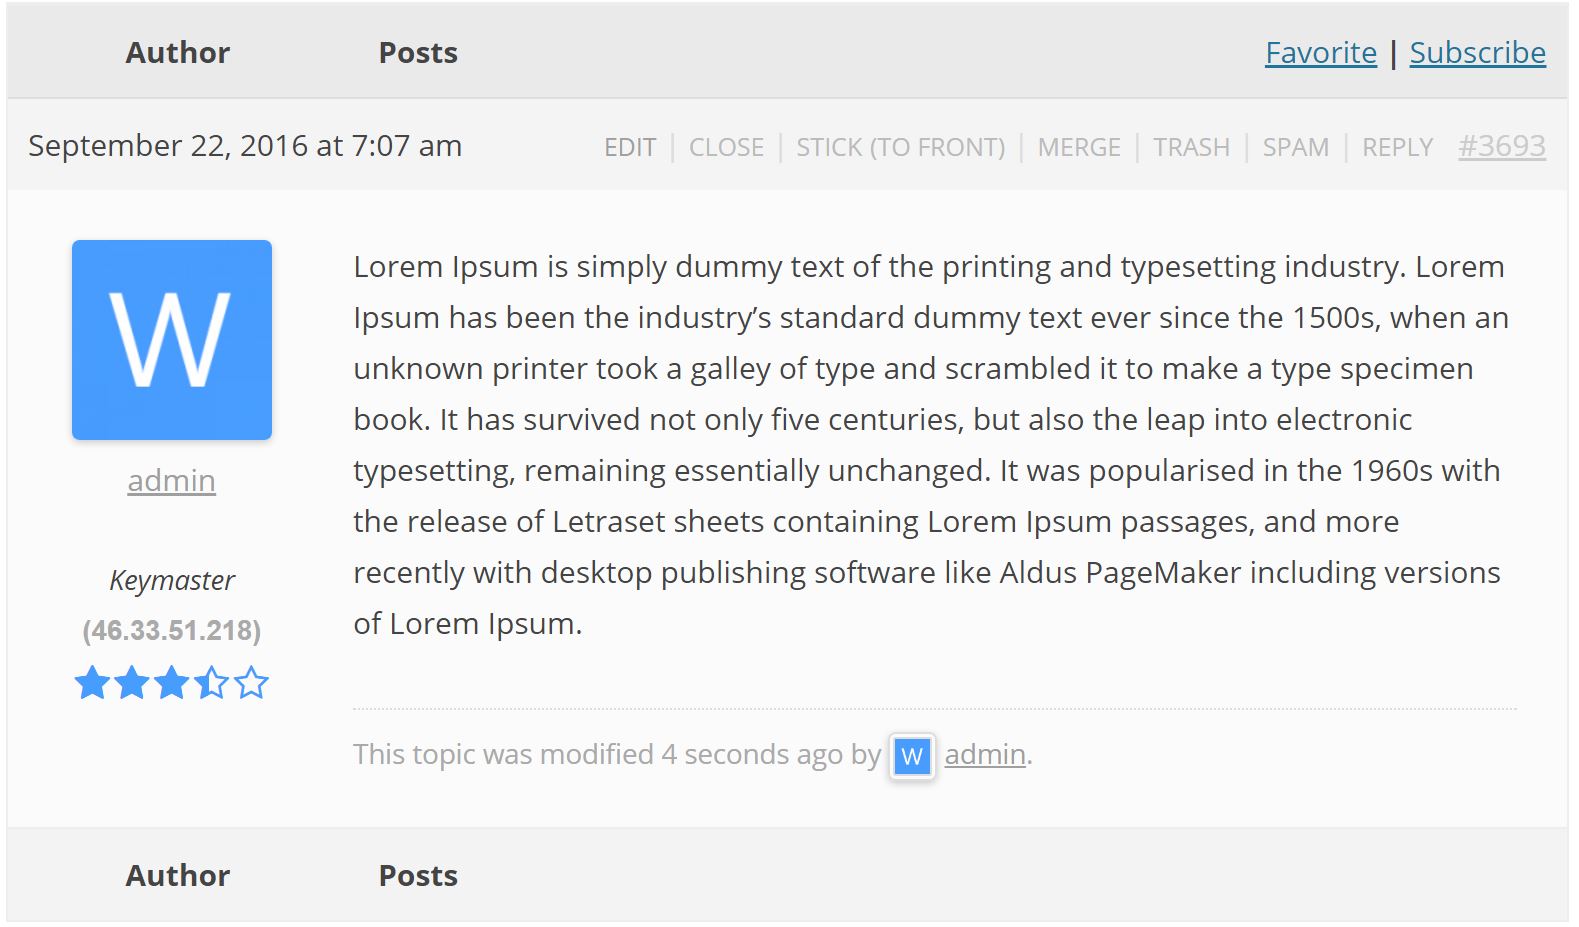 Author Posts Favorite | Subscribe
September 22, 2016 at 7:07 am EDIT | CLOSE | STICK (TO FRONT) | MERGE | TRASH | SPAM | REPLY #3693
W
admin
Keymaster
(46.33.51.218)
Lorem Ipsum is simply dummy text of the printing and typesetting industry. Lorem
Ipsum has been the industry’s standard dummy text ever since the 1500s, when an
unknown printer took a galley of type and scrambled it to make a type specimen
book. It has survived not only five centuries, but also the leap into electronic
typesetting, remaining essentially unchanged. It was popularised in the 1960s with
the release of Letraset sheets containing Lorem Ipsum passages, and more
recently with desktop publishing software like Aldus PageMaker including versions
of Lorem Ipsum.
This topic was modified 4 seconds ago by W admin.
Author Posts